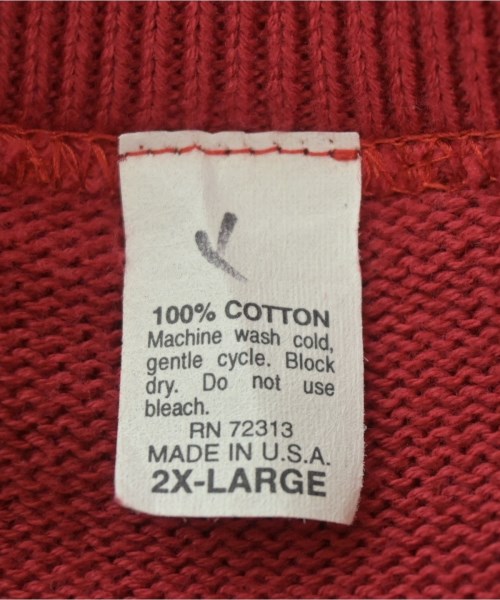 100% COTTON
Machine wash cold,
gentle cycle. Block
dry. Do not use
bleach.
RN 72313
MADE IN U.S.A.
2X-LARGE